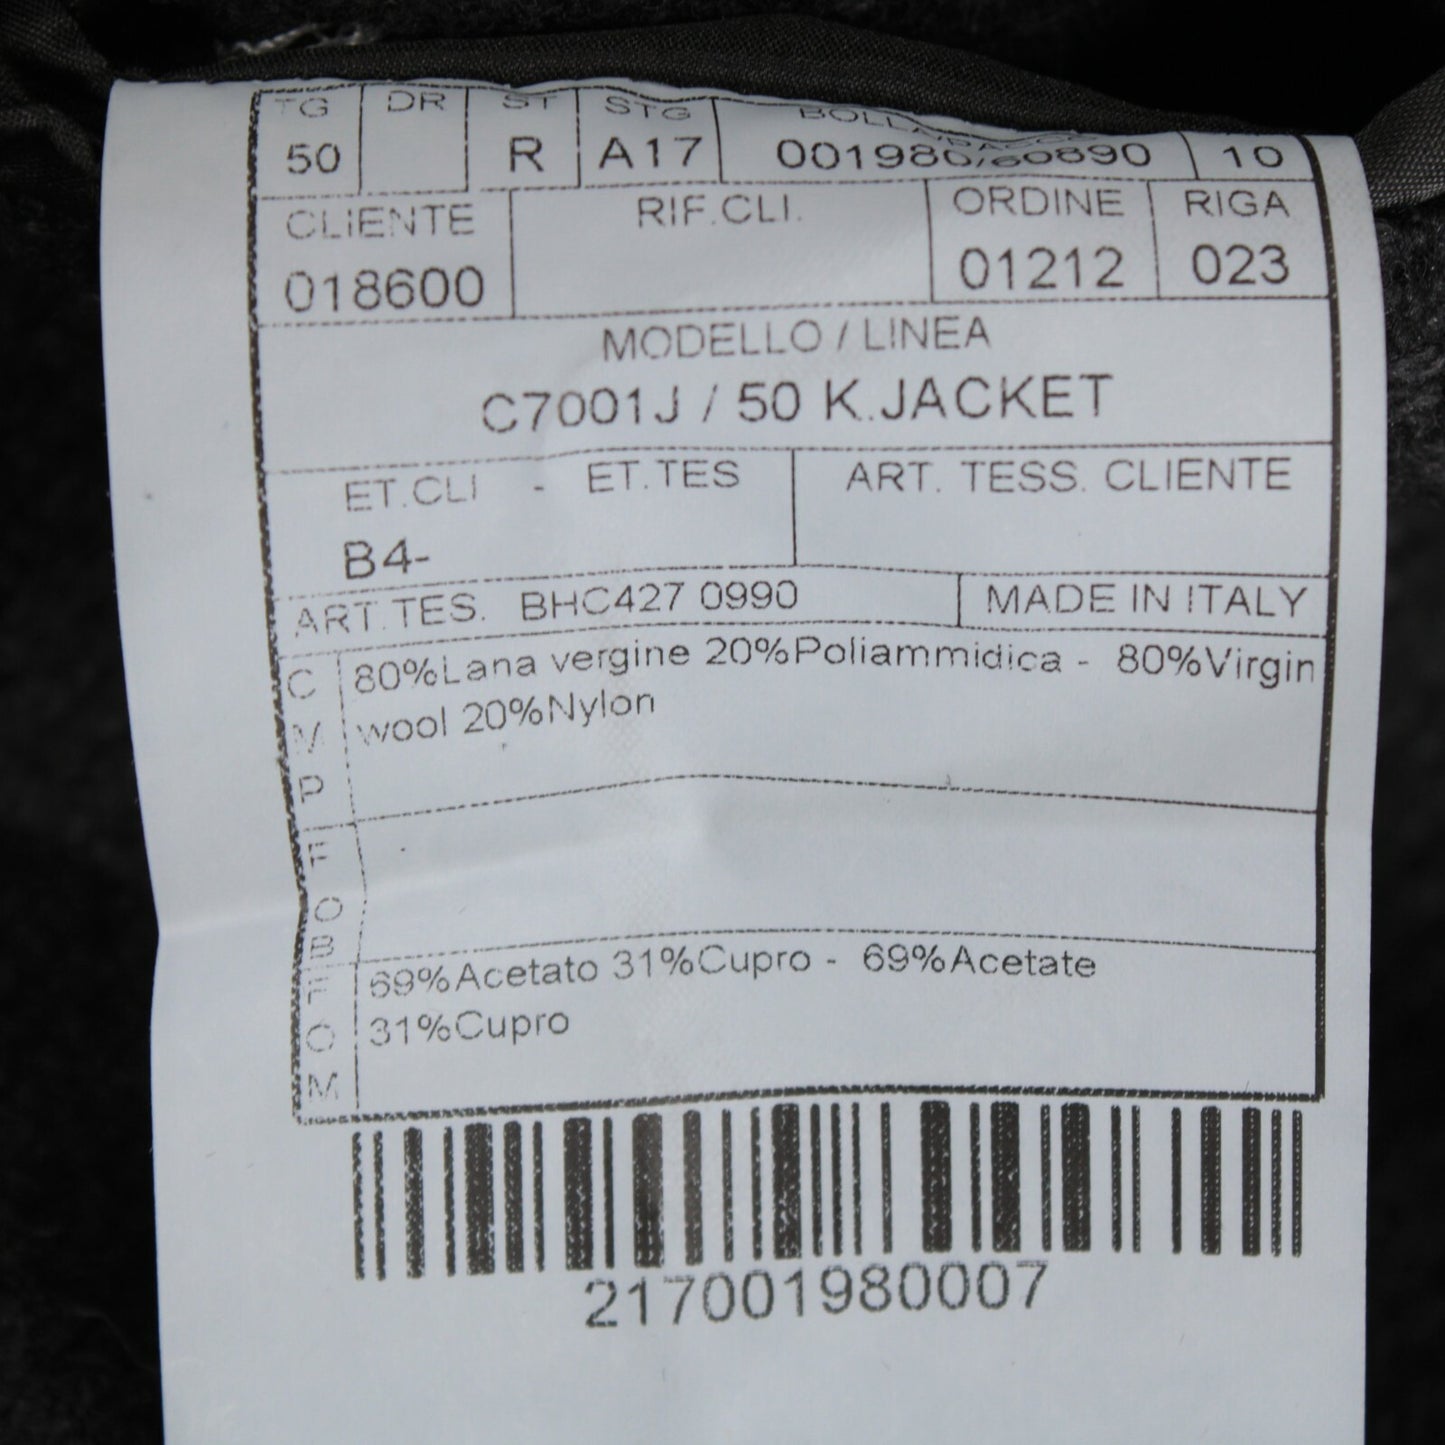 TG DR ST STG
50 R A17 001980/60890 10
CLIENTE RIF.CLI. ORDINE RIGA
018600 01212 023
MODELLO / LINEA
C7001J / 50 K.JACKET
ET.CLI - ET.TES ART. TESS. CLIENTE
B4-
ART.TES. BHC427 0990 MADE IN ITALY
C M P
80%Lana vergine 20%Poliammidica - 80%Virgin
wool 20%Nylon
F O B
F O M
69%Acetato 31%Cupro - 69%Acetate
31%Cupro
217001980007